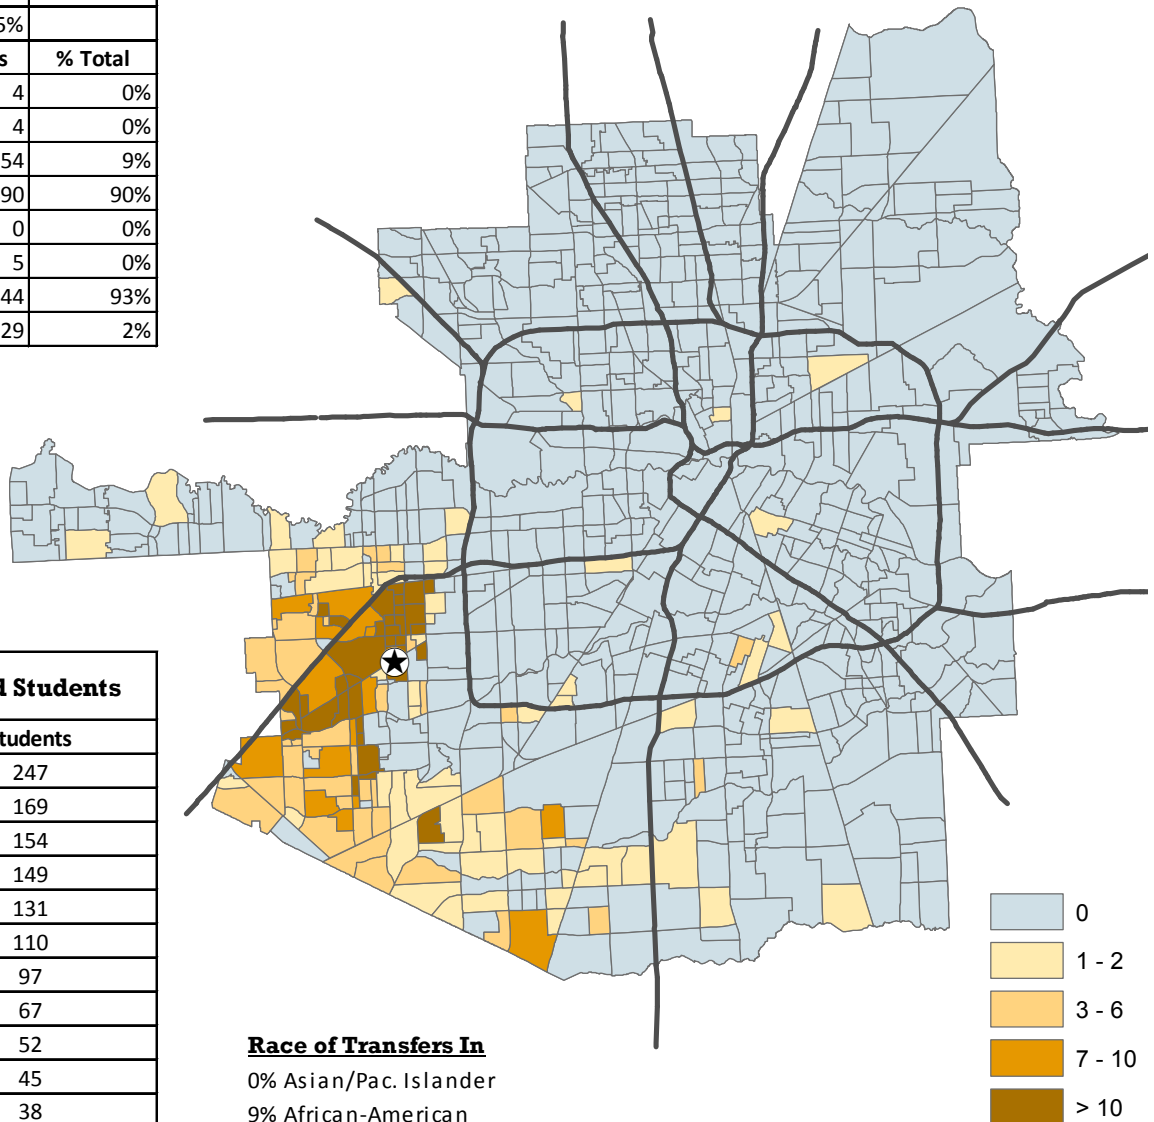 5%
s % Total
4 0%
4 0%
54 9%
90 90%
0 0%
5 0%
44 93%
29 2%
d Students
tudents
247
169
154
149
131
110
97
67
52
45
38
Race of Transfers In
0% Asian/Pac. Islander
9% African-American
0
1 - 2
3 - 6
7 - 10
> 10